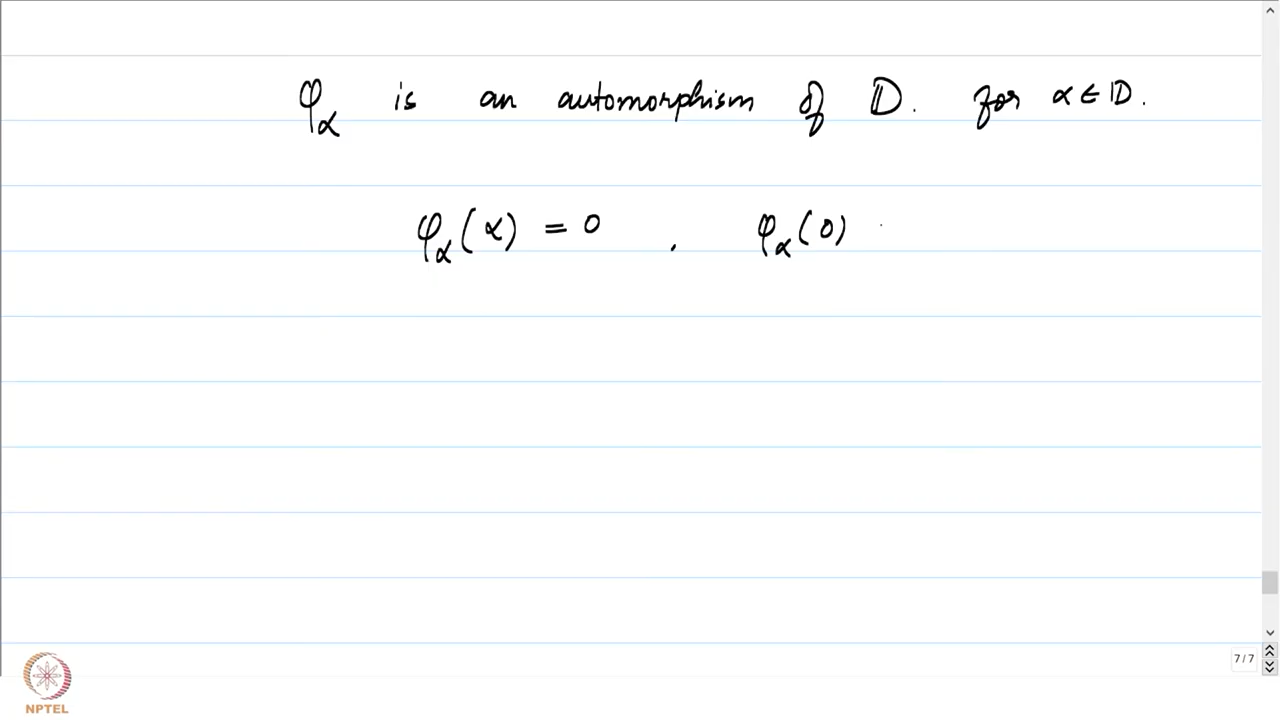 φ_α is an automorphism of 𝔻. for α ∈ 𝔻.
φ_α(α) = 0 , φ_α(0)
7 / 7
NPTEL